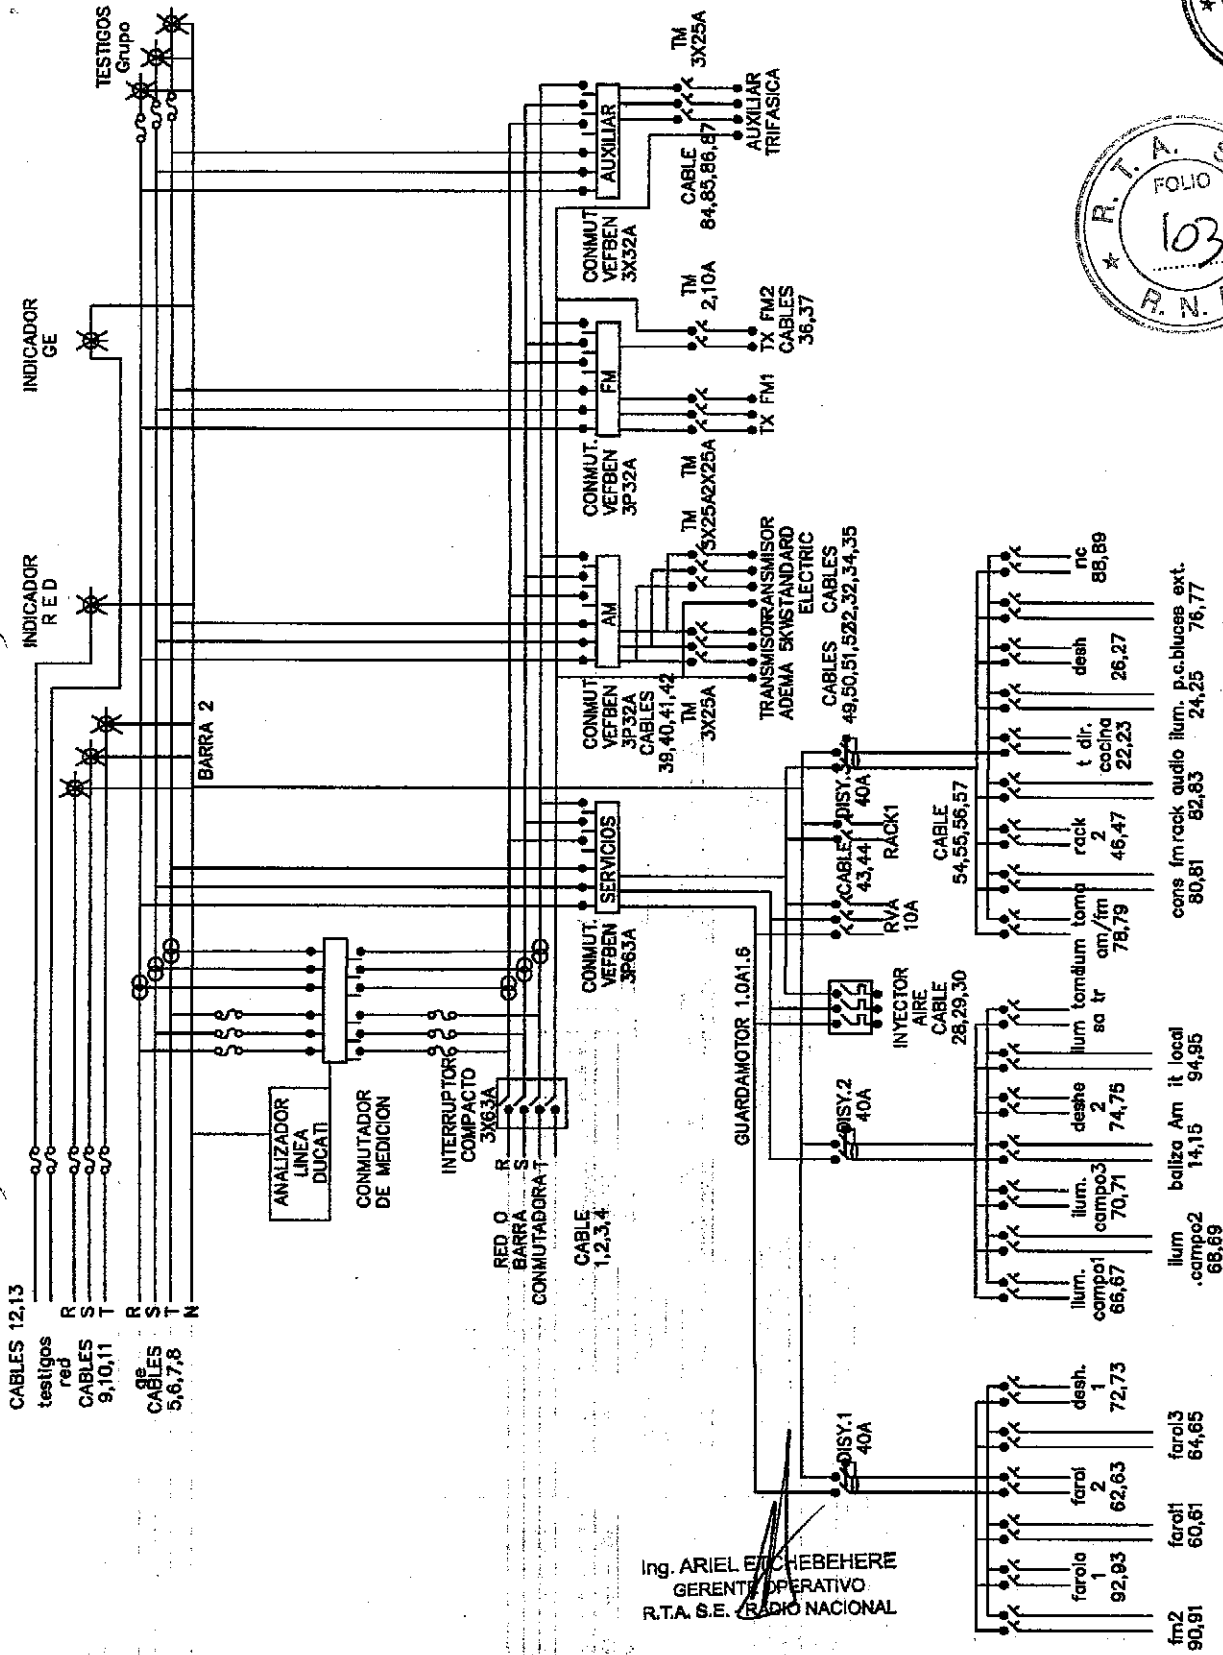 CABLES 12,13
testigos
red
CABLES
9,10,11
R
S
T
ge
CABLES
5,6,7,8
R
S
T
N
INDICADOR
R E D
INDICADOR
GE
TESTIGOS
Grupo
BARRA 2
ANALIZADOR
LINEA
DUCATI
CONMUTADOR
DE MEDICION
INTERRUPTOR
COMPACTO
3X63A
RED O
BARRA
CONMUTADORA
R
S
T
CABLE
1,2,3,4
CONMUT.
VEFBEN
3P63A
SERVICIOS
CONMUT
VEFBEN
3P32A
CABLES
39,40,41,42
AM
TM
3X25A
TM
3X25A
CONMUT.
VEFBEN
3P32A
FM
TM
2X25A
TM
2,10A
CONMUT
VEFBEN
3X32A
AUXILIAR
CABLE
84,85,86,87
TM
3X25A
TRANSMISOR
ADEMA 5KW
CABLES
49,50,51,52
TRANSMISOR
STANDARD
ELECTRIC
CABLES
32,32,34,35
TX FM1
TX FM2
CABLES
36,37
AUXILIAR
TRIFASICA
GUARDAMOTOR 1.0A1.6
INYECTOR
AIRE
CABLE
28,29,30
RVA
10A
CABLE
43,44
RACK1
DISY.1
40A
DISY.2
40A
DISY.
40A
CABLE
54,55,56,57
fm2
90,91
farola
1
92,93
farol1
60,61
farol
2
62,63
farol3
64,65
desh.
1
72,73
ilum.
campo1
66,67
ilum
.campo2
68,69
ilum.
campo3
70,71
baliza Am
14,15
deshe
2
74,75
it local
94,95
ilum toma
sa tr
ilum toma
am/fm
78,79
cons fm
80,81
rack
2
46,47
rack audio
82,83
t dir.
cocina
22,23
ilum. p.c.b
24,25
desh
26,27
luces ext.
76,77
nc
88,89
Ing. ARIEL ETCHEBEHERE
GERENTE OPERATIVO
R.T.A. S.E. - RADIO NACIONAL
R. T. A. S
FOLIO
103
R. N.